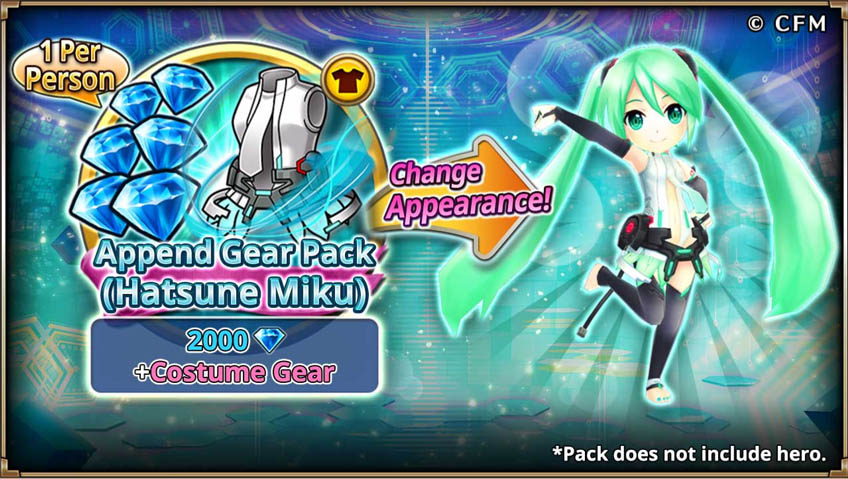 © CFM
1 Per
Person
Change
Appearance!
Append Gear Pack
(Hatsune Miku)
2000
+Costume Gear
*Pack does not include hero.